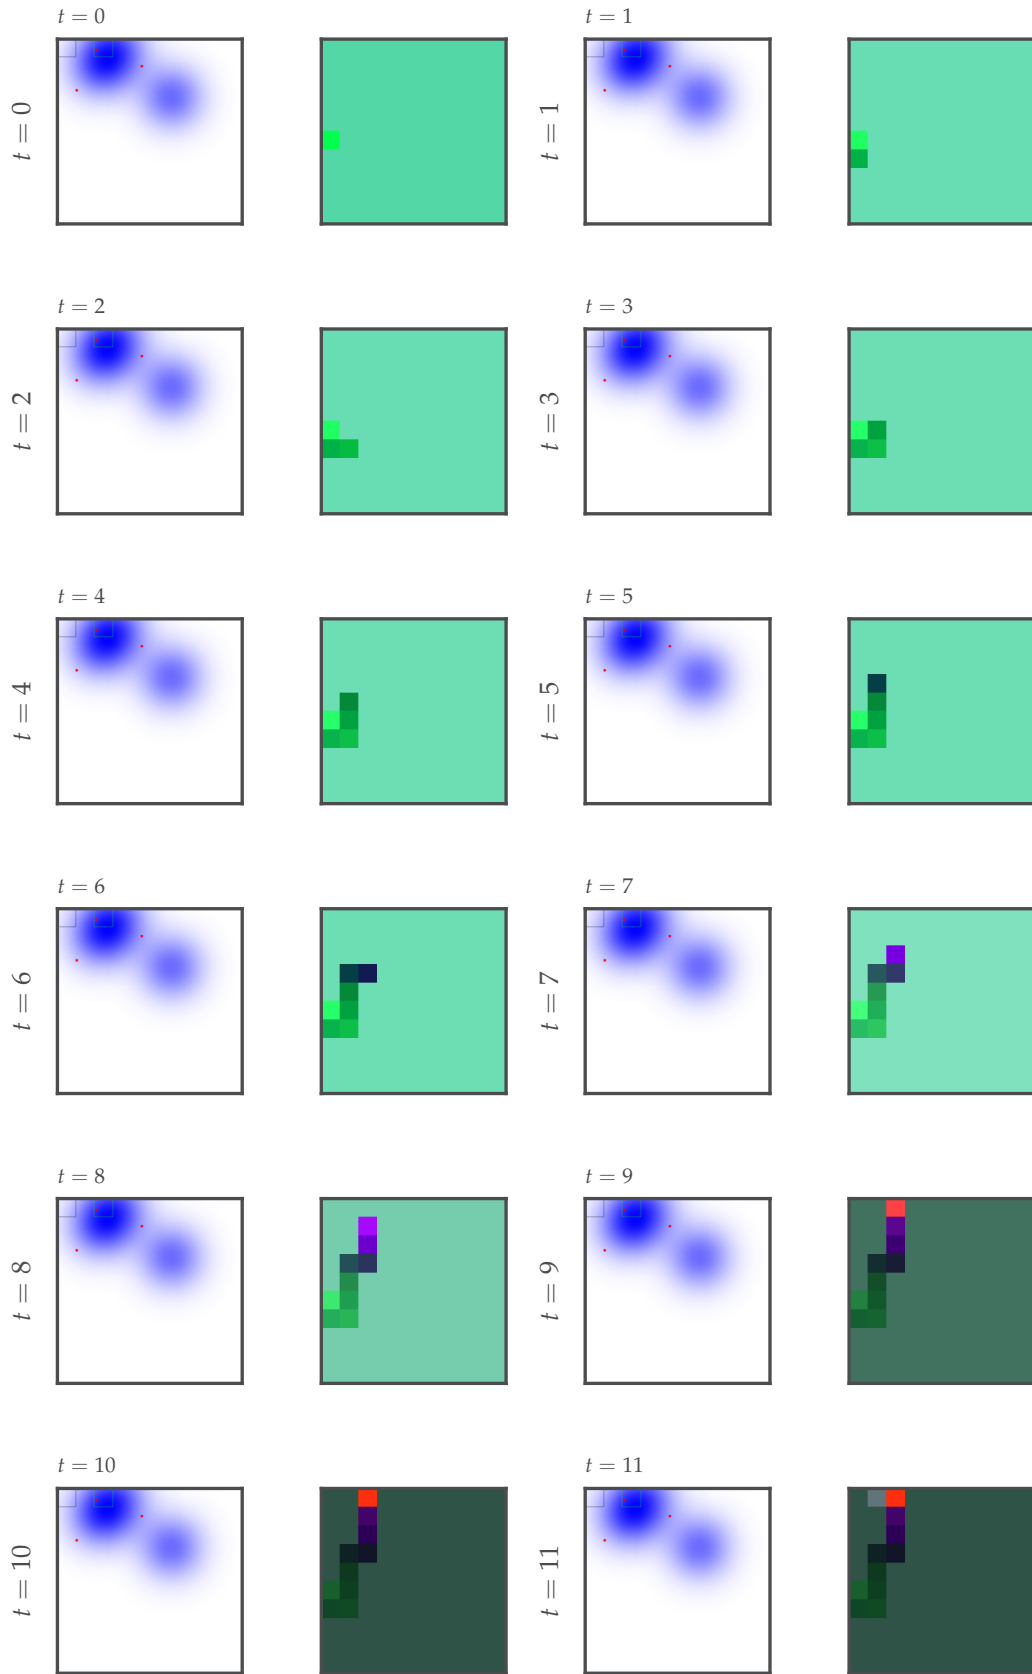 t = 0
t = 1
t = 0
t = 1
t = 2
t = 3
t = 2
t = 3
t = 4
t = 5
t = 4
t = 5
t = 6
t = 7
t = 6
t = 7
t = 8
t = 9
t = 8
t = 9
t = 10
t = 11
t = 10
t = 11